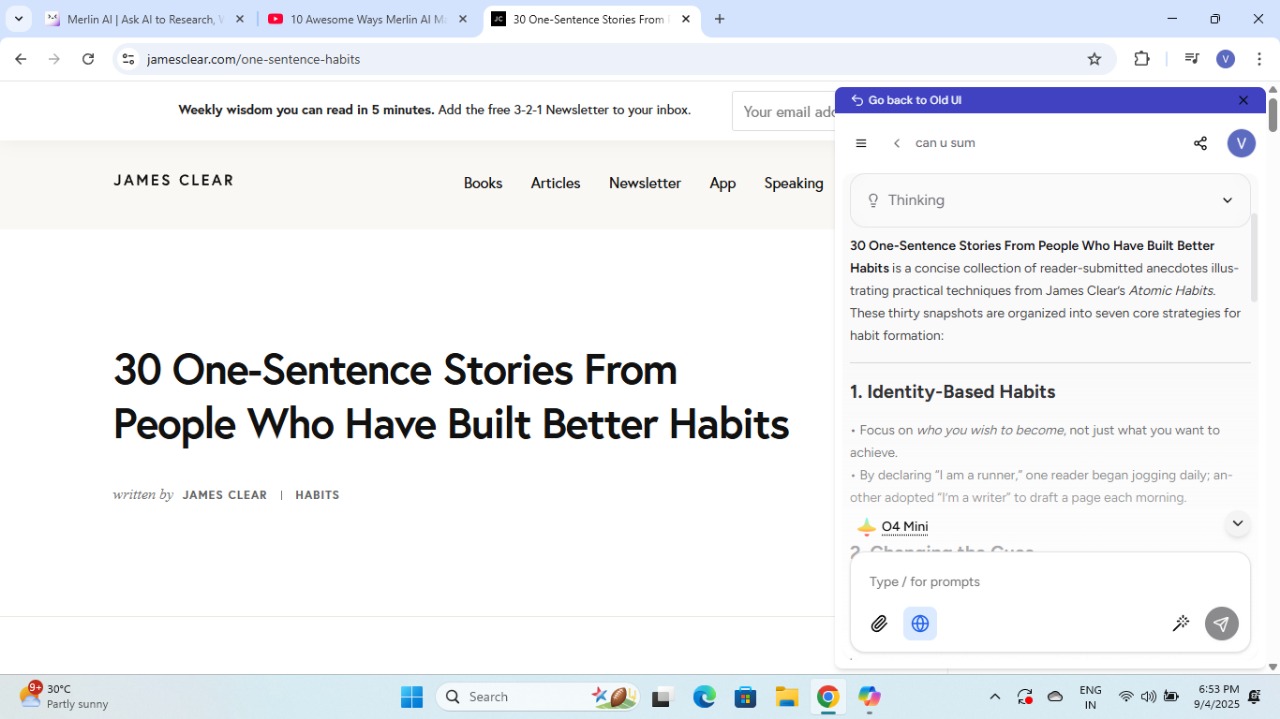 Merlin AI | Ask AI to Research,
10 Awesome Ways Merlin AI M
30 One-Sentence Stories From
jamesclear.com/one-sentence-habits
V
Weekly wisdom you can read in 5 minutes. Add the free 3-2-1 Newsletter to your inbox.
Your email add
JAMES CLEAR
Books
Articles
Newsletter
App
Speaking
30 One-Sentence Stories From
People Who Have Built Better Habits
written by JAMES CLEAR | HABITS
Go back to Old UI
can u sum
V
Thinking
30 One-Sentence Stories From People Who Have Built Better
Habits is a concise collection of reader-submitted anecdotes illus-
trating practical techniques from James Clear's Atomic Habits.
These thirty snapshots are organized into seven core strategies for
habit formation:
1. Identity-Based Habits
• Focus on who you wish to become, not just what you want to
achieve.
• By declaring "I am a runner," one reader began jogging daily; an-
other adopted "I'm a writer" to draft a page each morning.
O4 Mini
2. Changing the Cues
Type / for prompts
9+
30°C
Partly sunny
Search
ENG
IN
6:53 PM
9/4/2025